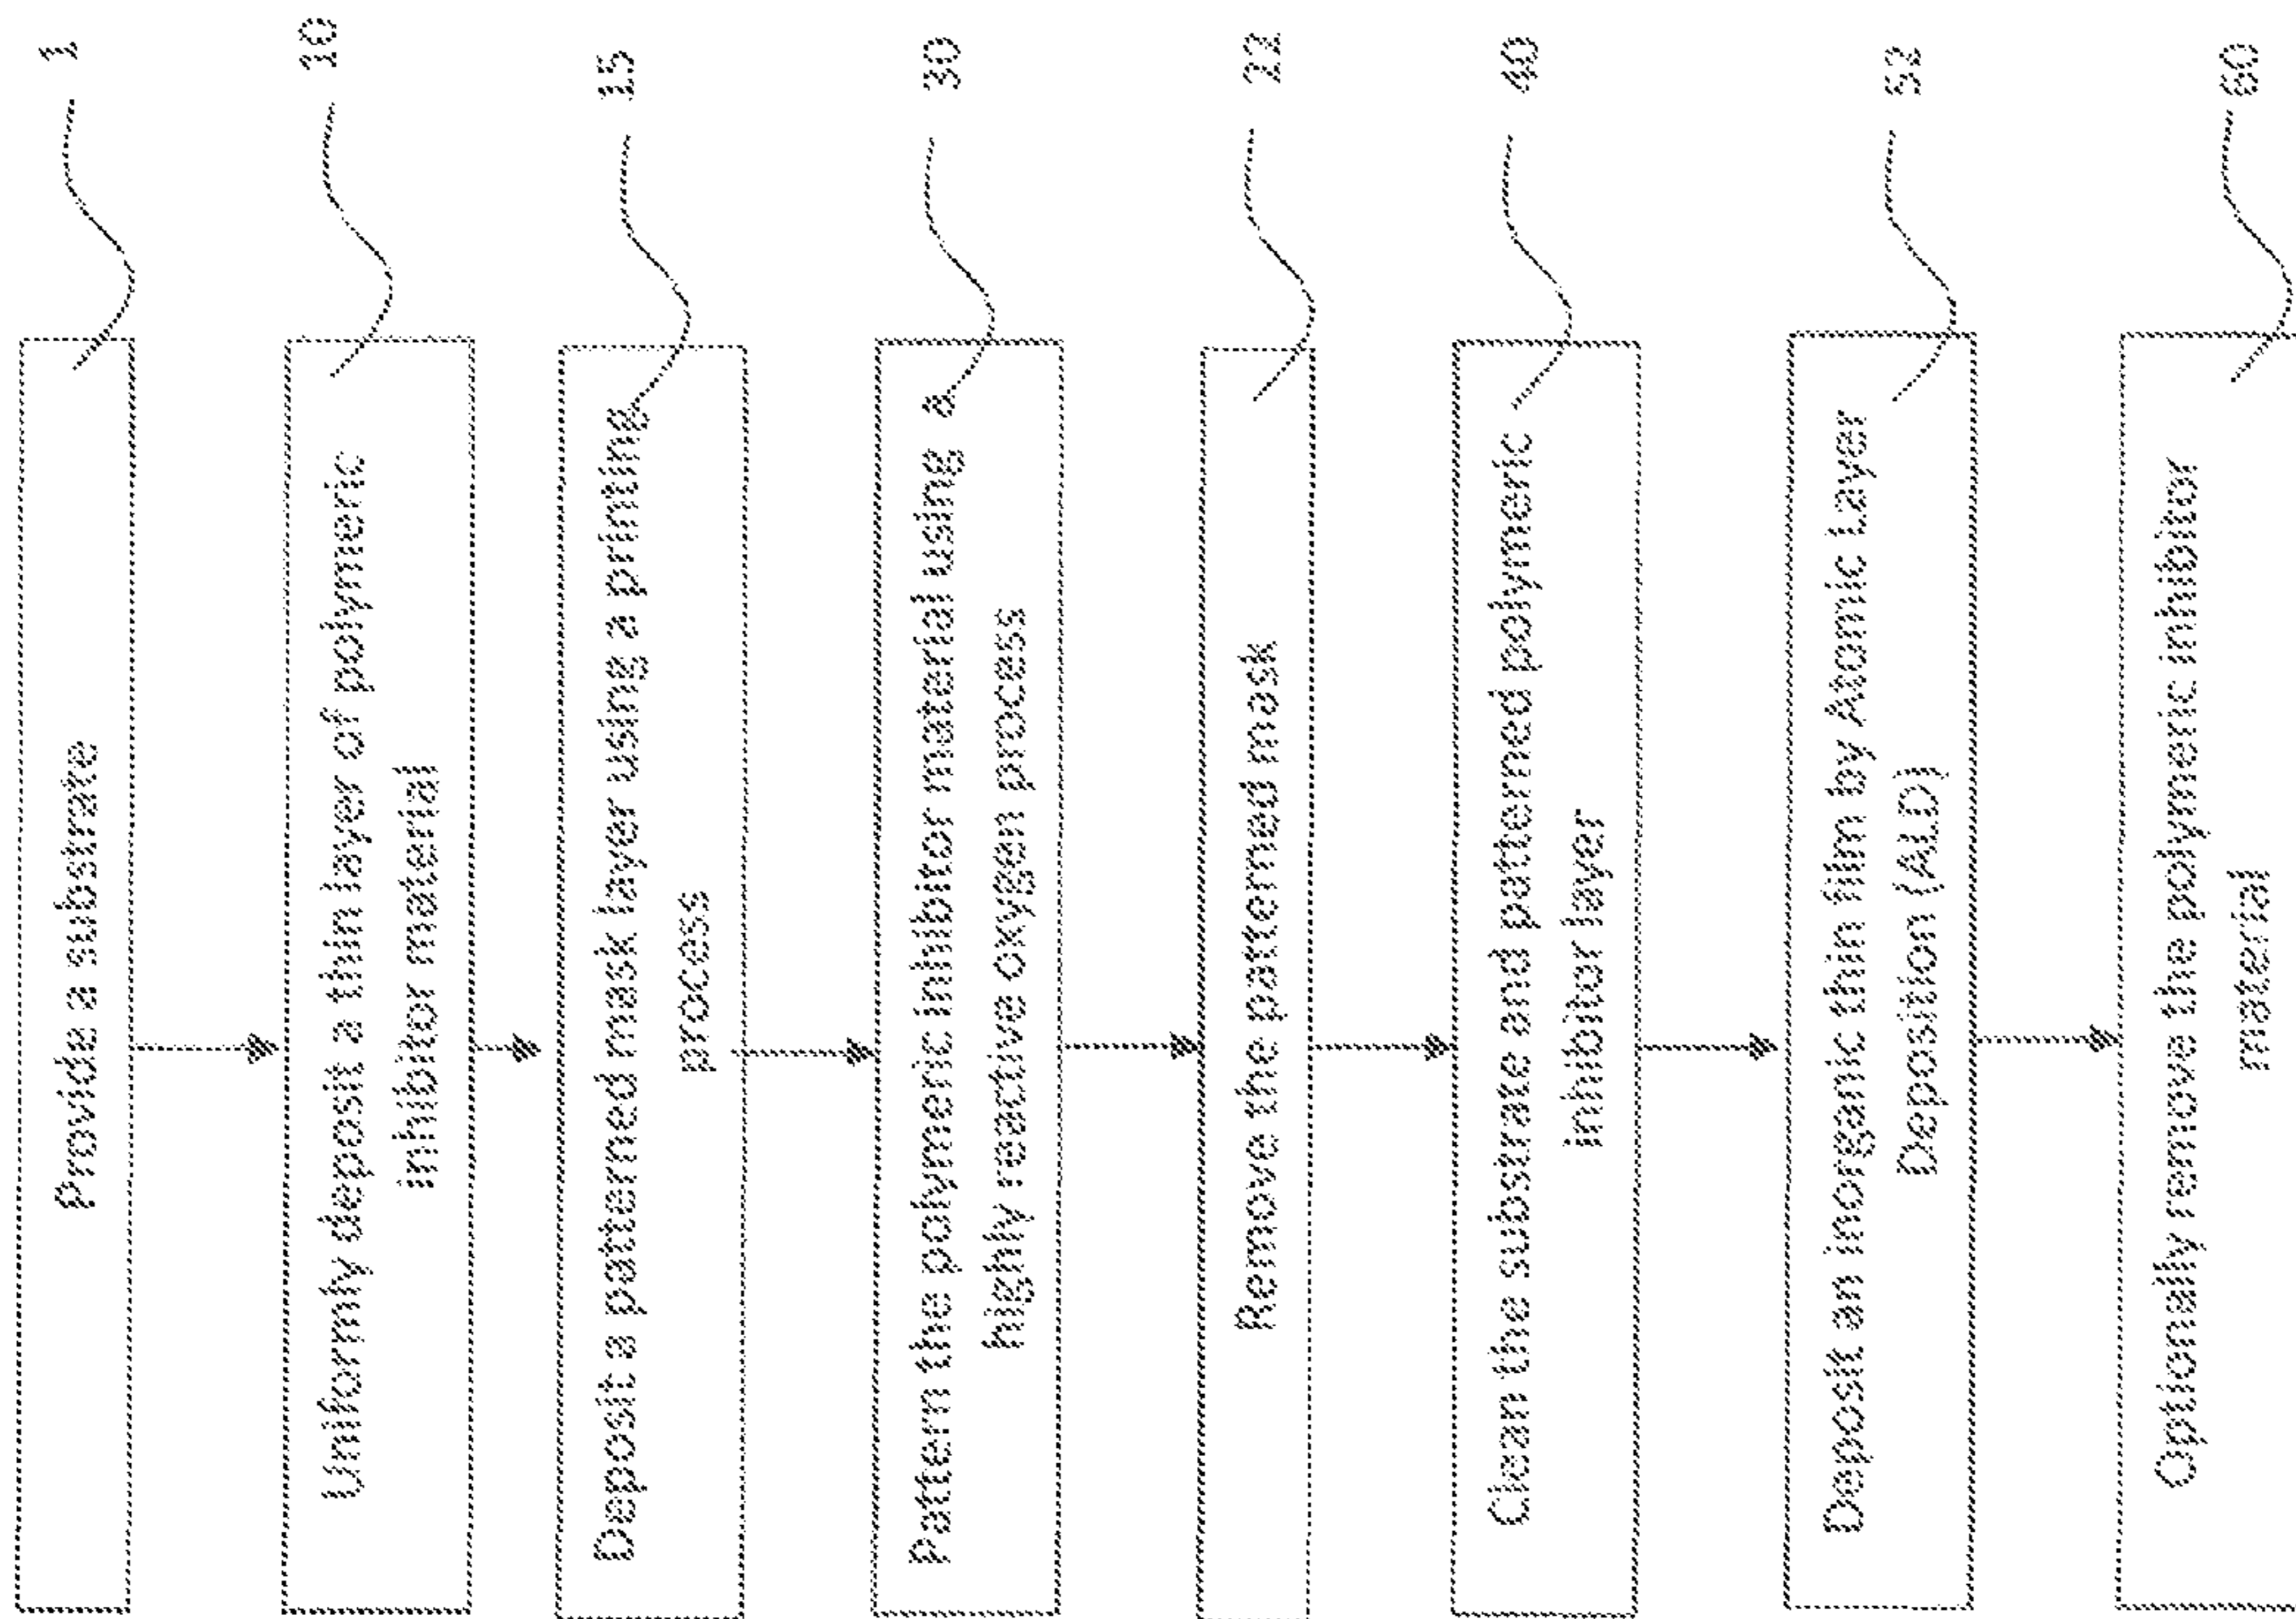 1
Provide a substrate
10
Uniformly deposit a thin layer of polymeric
inhibitor material
15
Deposit a patterned mask layer using a printing
process
30
Pattern the polymeric inhibitor material using a
highly reactive oxygen process
22
Remove the patterned mask
40
Clean the substrate and patterned polymeric
inhibitor layer
52
Deposit an inorganic thin film by Atomic Layer
Deposition (ALD)
60
Optionally remove the polymeric inhibitor
material